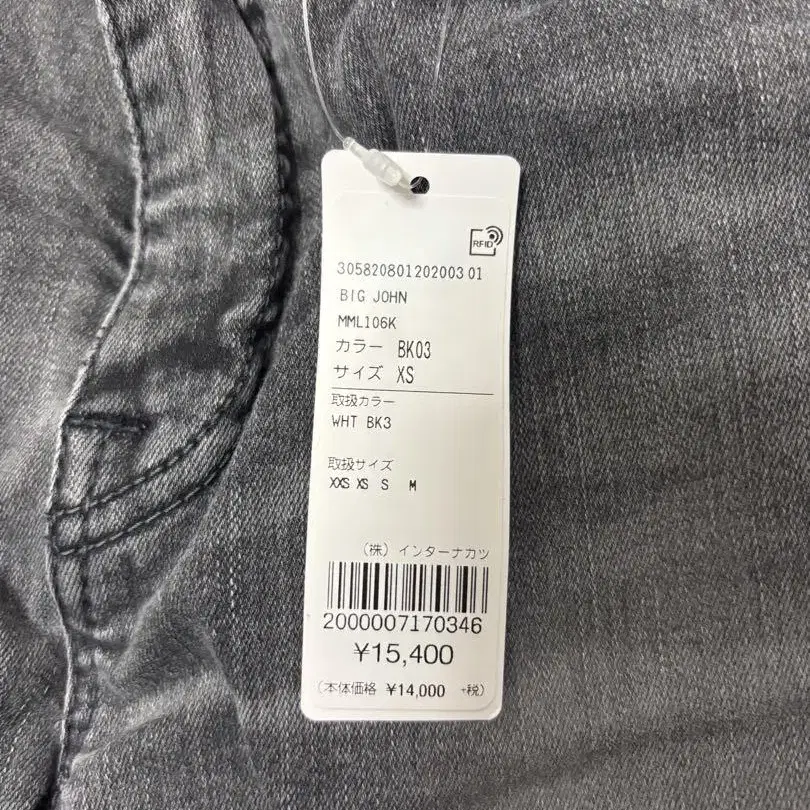 RFID
305820801202003 01
BIG JOHN
MML106K
カラー BK03
サイズ XS
取扱カラー
WHT BK3
取扱サイズ
XXS XS S M
（株）インターナカツ
2000007170346
¥15,400
（本体価格 ¥14,000 +税）